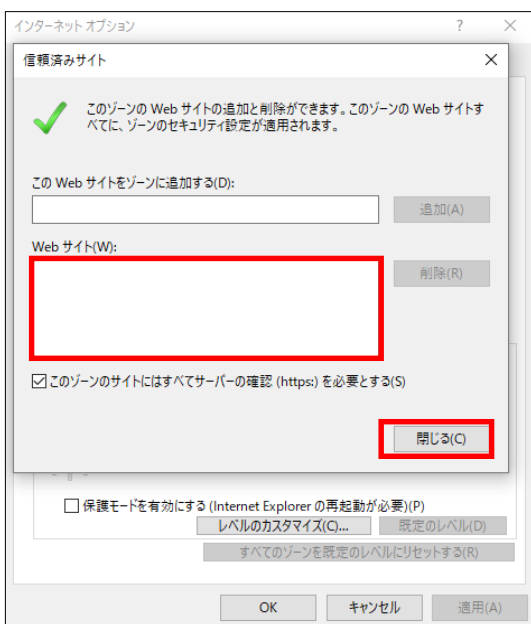 インターネット オプション ? ×
信頼済みサイト ×
このゾーンの Web サイトの追加と削除ができます。このゾーンの Web サイトす
べてに、ゾーンのセキュリティ設定が適用されます。
この Web サイトをゾーンに追加する(D):
追加(A)
Web サイト(W):
削除(R)
このゾーンのサイトにはすべてサーバーの確認 (https:) を必要とする(S)
閉じる(C)
保護モードを有効にする (Internet Explorer の再起動が必要)(P)
レベルのカスタマイズ(C)... 既定のレベル(D)
すべてのゾーンを既定のレベルにリセットする(R)
OK キャンセル 適用(A)